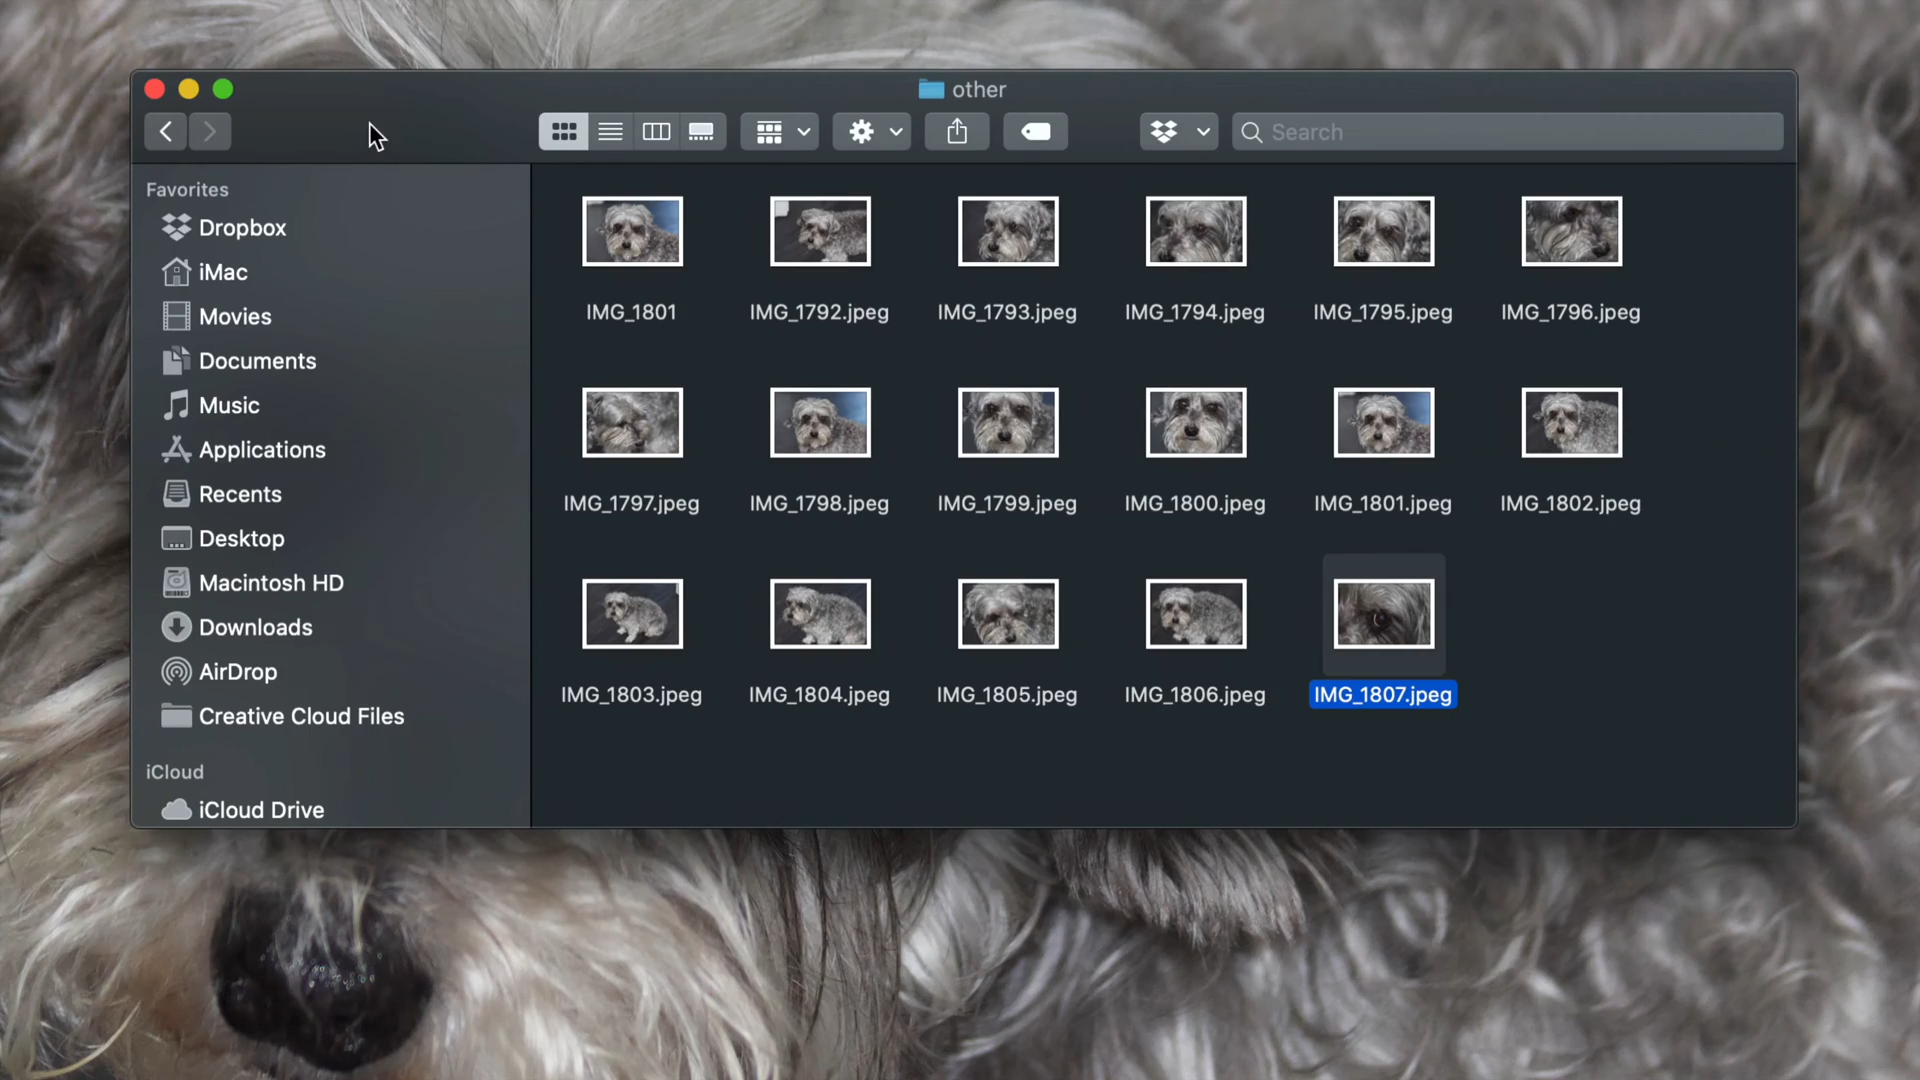 other
Search
Favorites
Dropbox
iMac
Movies
Documents
Music
Applications
Recents
Desktop
Macintosh HD
Downloads
AirDrop
Creative Cloud Files
iCloud
iCloud Drive
IMG_1801 IMG_1792.jpeg IMG_1793.jpeg IMG_1794.jpeg IMG_1795.jpeg IMG_1796.jpeg
IMG_1797.jpeg IMG_1798.jpeg IMG_1799.jpeg IMG_1800.jpeg IMG_1801.jpeg IMG_1802.jpeg
IMG_1803.jpeg IMG_1804.jpeg IMG_1805.jpeg IMG_1806.jpeg IMG_1807.jpeg